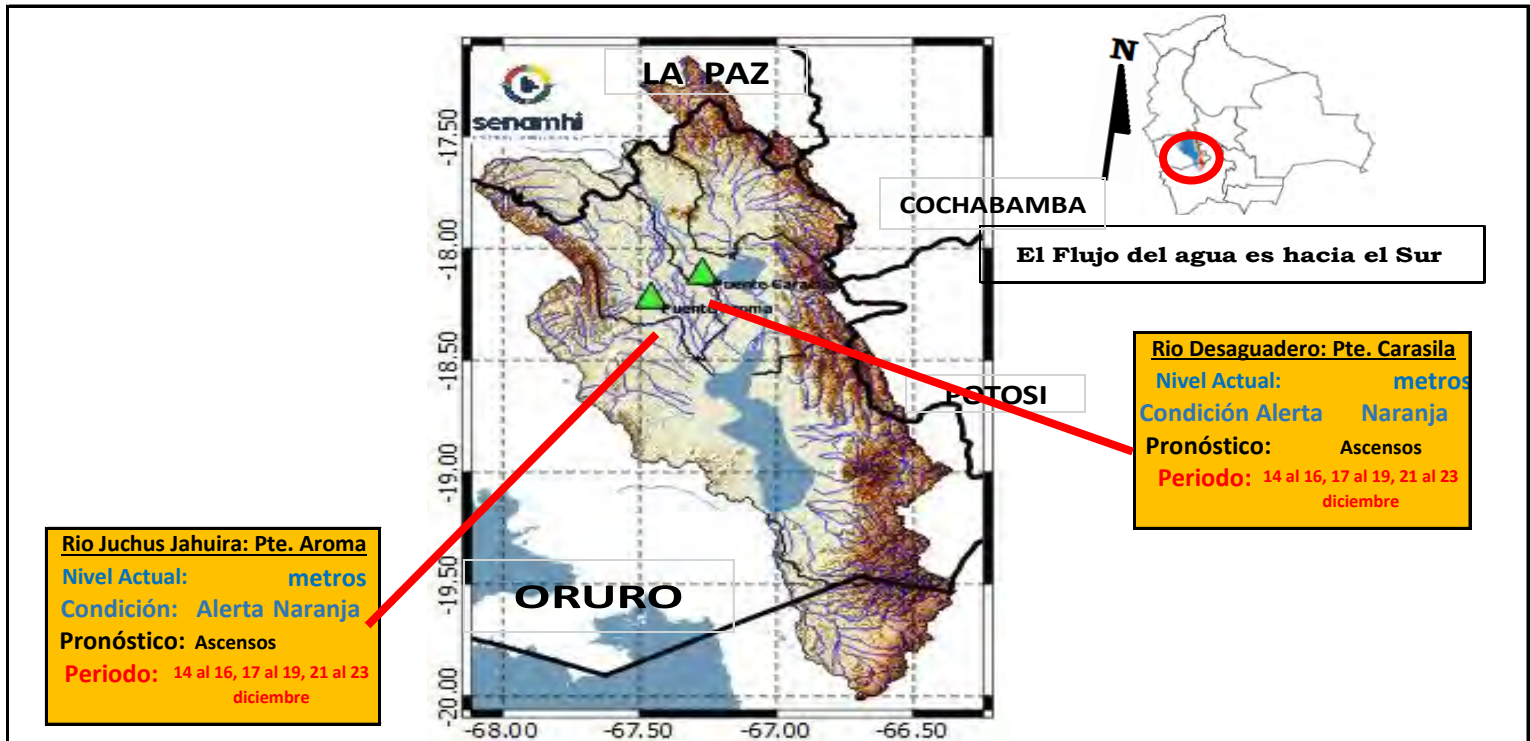 LA PAZ
senamhi
N
COCHABAMBA
El Flujo del agua es hacia el Sur
POTOSI
ORURO
Rio Desaguadero: Pte. Carasila
Nivel Actual: metros
Condición Alerta Naranja
Pronóstico: Ascensos
Periodo: 14 al 16, 17 al 19, 21 al 23
diciembre
Rio Juchus Jahuira: Pte. Aroma
Nivel Actual: metros
Condición: Alerta Naranja
Pronóstico: Ascensos
Periodo: 14 al 16, 17 al 19, 21 al 23
diciembre
-17.50
-18.00
-18.50
-19.00
-19.50
-20.00
-68.00 -67.50 -67.00 -66.50